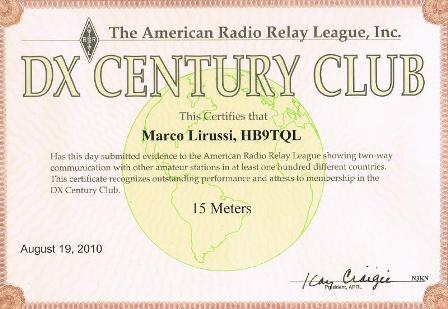 The American Radio Relay League, Inc.
DX CENTURY CLUB
This Certifies that
Marco Lirussi, HB9TQL
Has this day submitted evidence to the American Radio Relay League showing two-way
communication with other amateur stations in at least one hundred different countries.
This certificate recognizes outstanding performance and attests to membership in the
DX Century Club.
15 Meters
August 19, 2010
Kay Craigie N3KN
President, ARRL